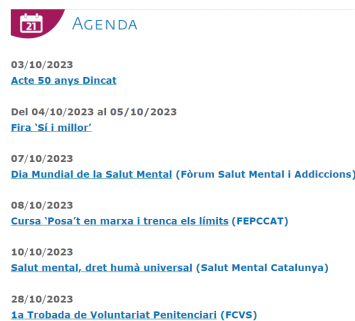 21
AGENDA
03/10/2023
Acte 50 anys Dincat
Del 04/10/2023 al 05/10/2023
Fira ‘Sí i millor’
07/10/2023
Dia Mundial de la Salut Mental (Fòrum Salut Mental i Addiccions)
08/10/2023
Cursa ‘Posa’t en marxa i trenca els límits (FEPCCAT)
10/10/2023
Salut mental, dret humà universal (Salut Mental Catalunya)
28/10/2023
1a Trobada de Voluntariat Penitenciari (FCVS)